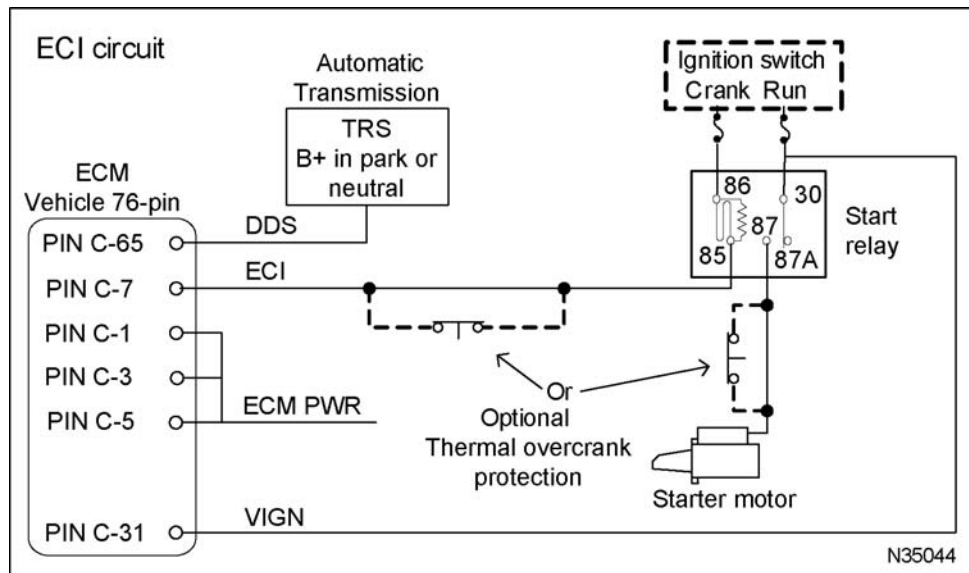 ECI circuit
Automatic
Transmission
TRS
B+ in park or
neutral
Ignition switch
Crank Run
86
30
87
85
87A
Start
relay
ECM
Vehicle 76-pin
PIN C-65
DDS
PIN C-7
ECI
PIN C-1
PIN C-3
PIN C-5
ECM PWR
PIN C-31
VIGN
Or
Optional
Thermal overcrank
protection
Starter motor
N35044